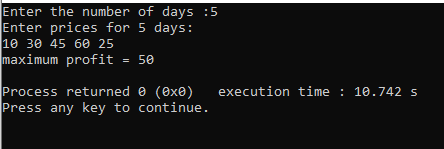 Enter the number of days :5
Enter prices for 5 days:
10 30 45 60 25
maximum profit = 50
Process returned 0 (0x0)   execution time : 10.742 s
Press any key to continue.